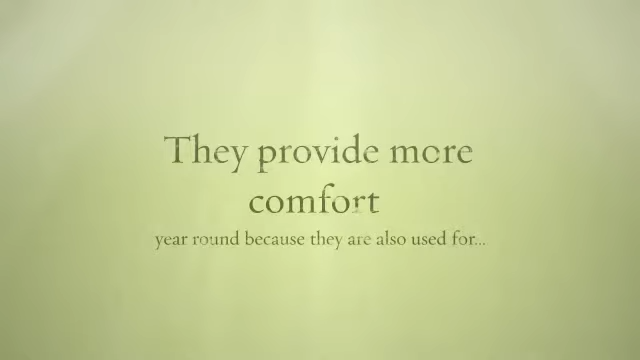 They provide more
comfort
year round because they are also used for...